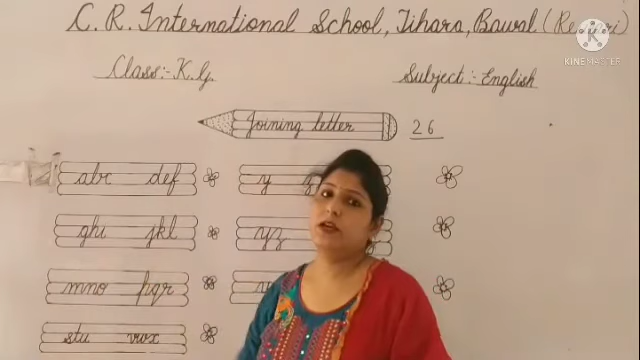 C. R. International School, Tihara, Bawal (Rewari)
KINEMASTER
Class:- K.G. Subject:- English
Joining letter 26
abc def y
ghi jkl yz
mno pqr
stu vwx